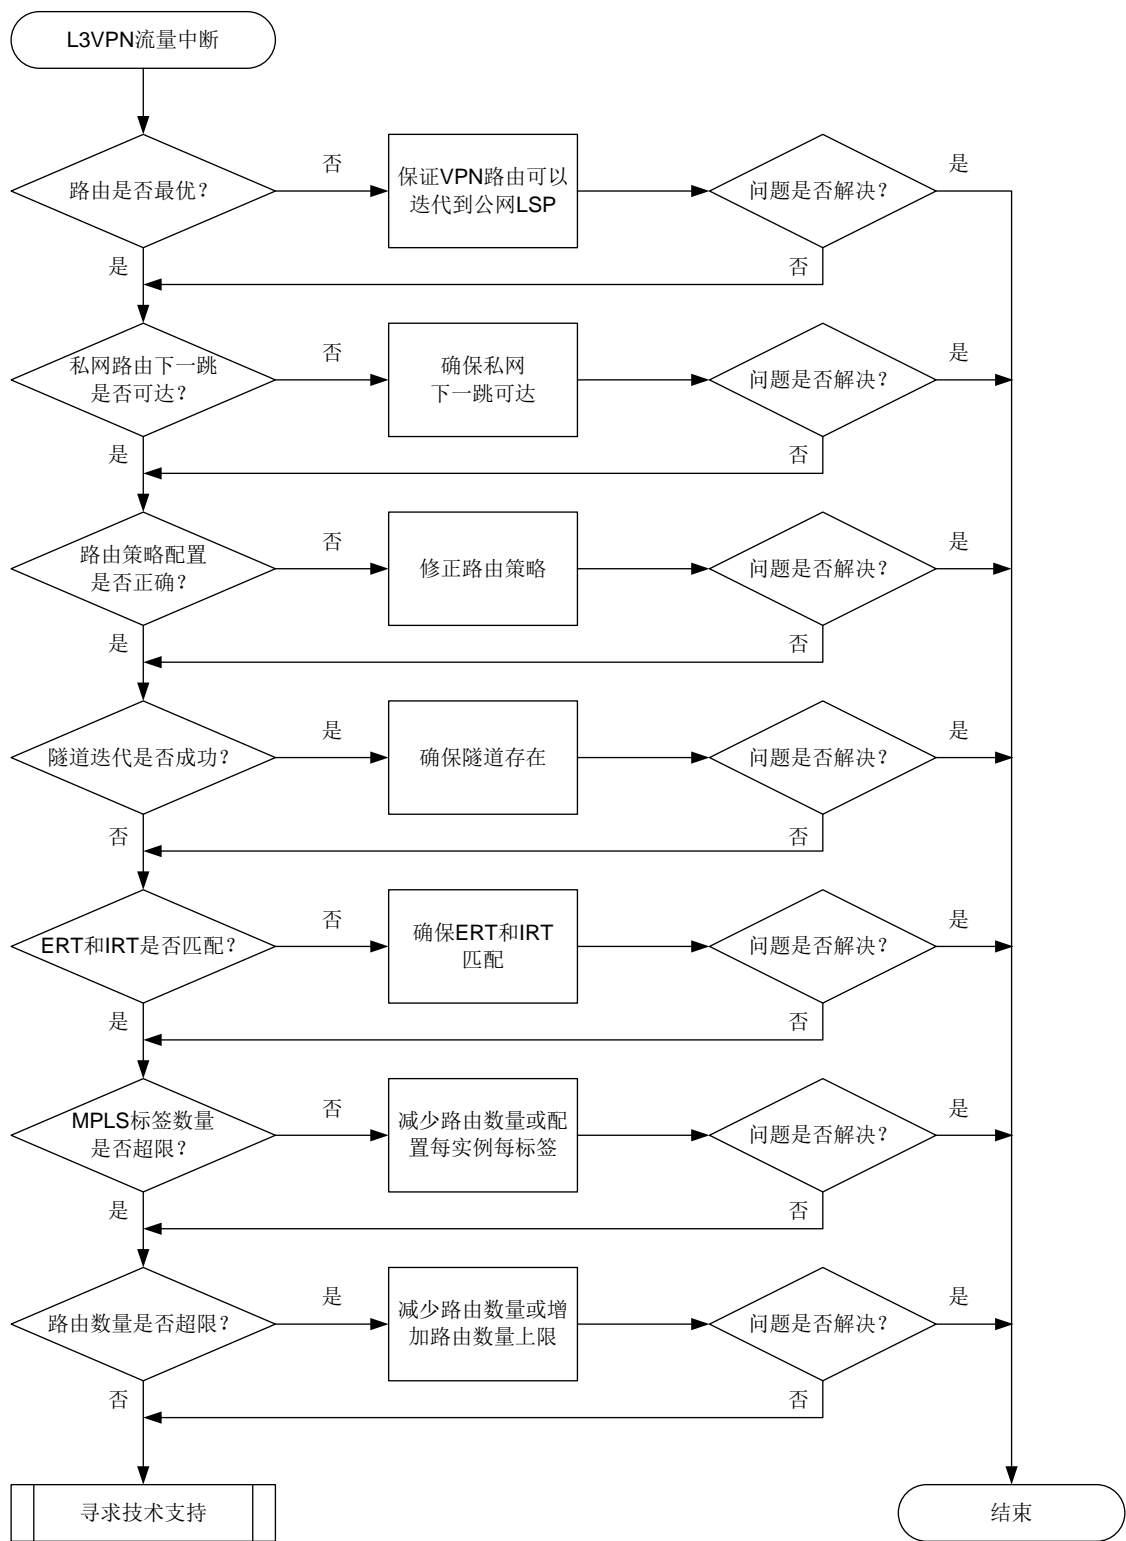 L3VPN流量中断
路由是否最优？
否
保证VPN路由可以
迭代到公网LSP
问题是否解决？
是
是
否
私网路由下一跳
是否可达？
否
确保私网
下一跳可达
问题是否解决？
是
是
否
路由策略配置
是否正确？
否
修正路由策略
问题是否解决？
是
是
否
隧道迭代是否成功？
是
确保隧道存在
问题是否解决？
是
否
否
ERT和IRT是否匹配？
否
确保ERT和IRT
匹配
问题是否解决？
是
是
否
MPLS标签数量
是否超限？
否
减少路由数量或配
置每实例每标签
问题是否解决？
是
是
否
路由数量是否超限？
是
减少路由数量或增
加路由数量上限
问题是否解决？
是
否
否
寻求技术支持
结束